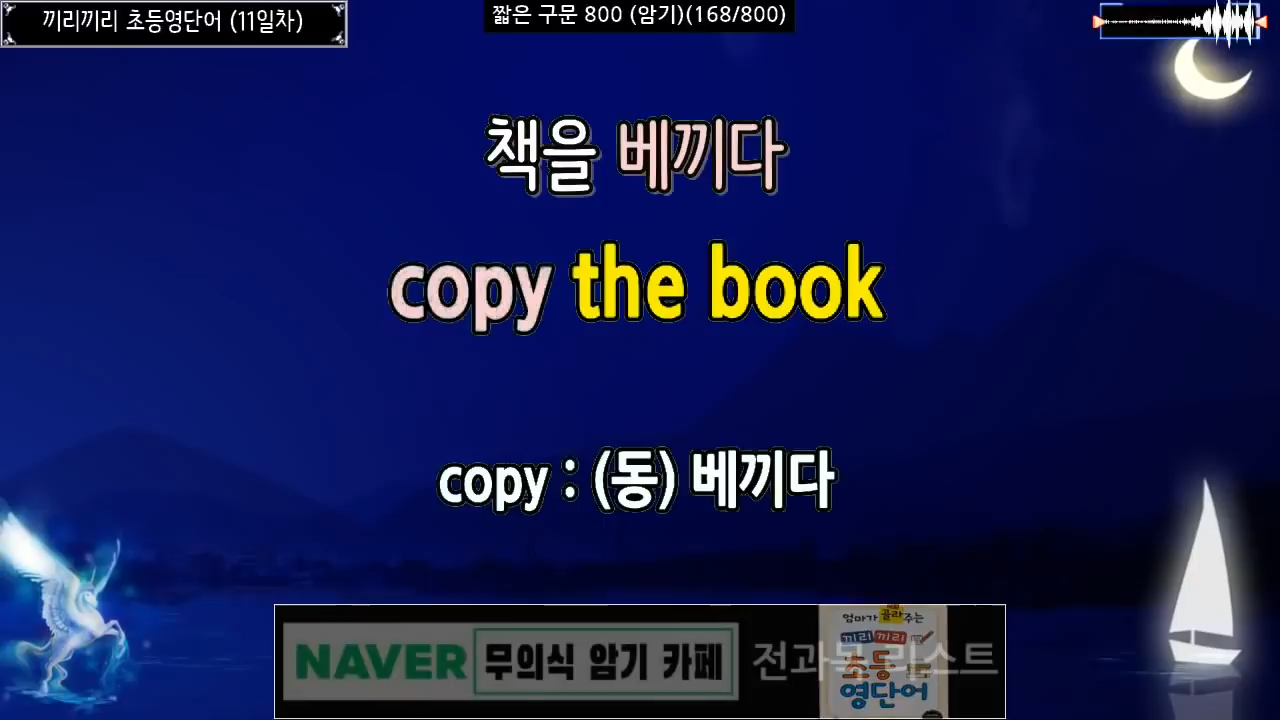 끼리끼리 초등영단어 (11일차)
짧은 구문 800 (암기)(168/800)
책을 베끼다
copy the book
copy : (동) 베끼다
NAVER 무의식 암기 카페
전과목 리스트
엄마가 골라주는
끼리끼리
초등
영단어